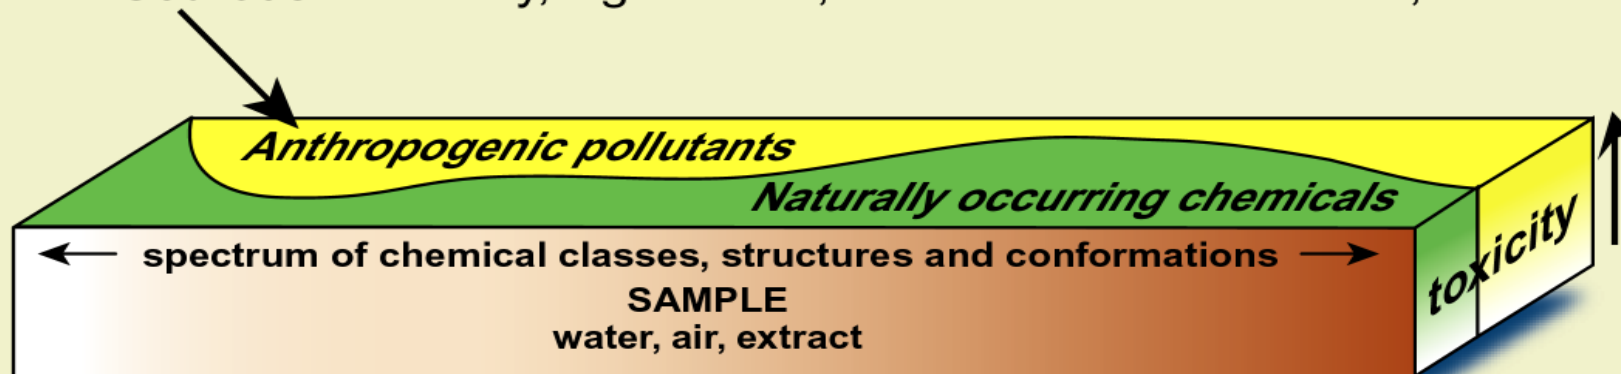 Anthropogenic pollutants
Naturally occurring chemicals
spectrum of chemical classes, structures and conformations
toxicity
SAMPLE
water, air, extract